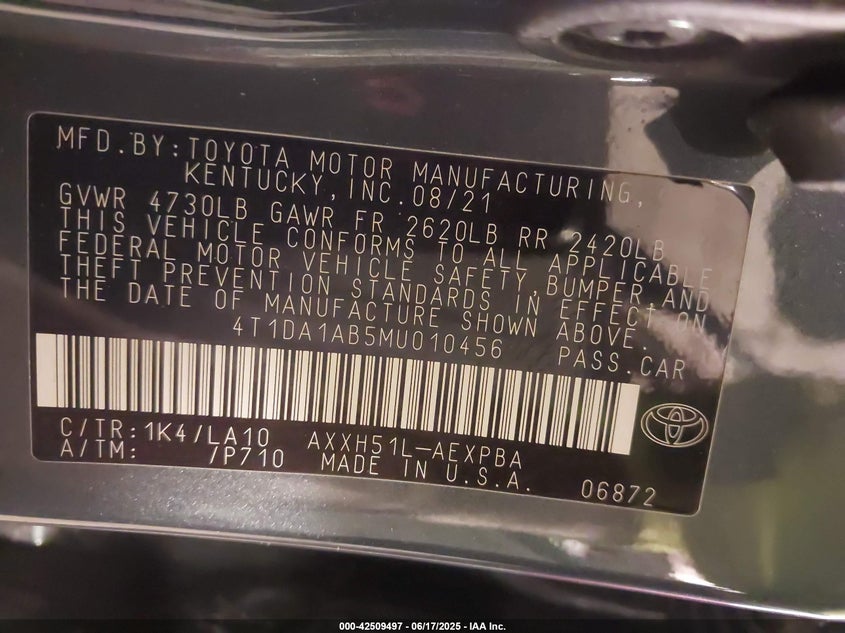 MFD.BY:TOYOTA MOTOR MANUFACTURING,
KENTUCKY,INC.08/21
GVWR 4730LB GAWR FR 2620LB RR 2420LB
THIS VEHICLE CONFORMS TO ALL APPLICABLE
FEDERAL MOTOR VEHICLE SAFETY,BUMPER,AND
THEFT PREVENTION STANDARDS IN EFFECT ON
THE DATE OF MANUFACTURE SHOWN ABOVE.
4T1DA1AB5MU010456 PASS.CAR
C/TR:1K4/LA10 AXXH51L-AEXPBA
A/TM: /P710 MADE IN U.S.A. 06872
000-42509497 - 06/17/2025 - IAA Inc.